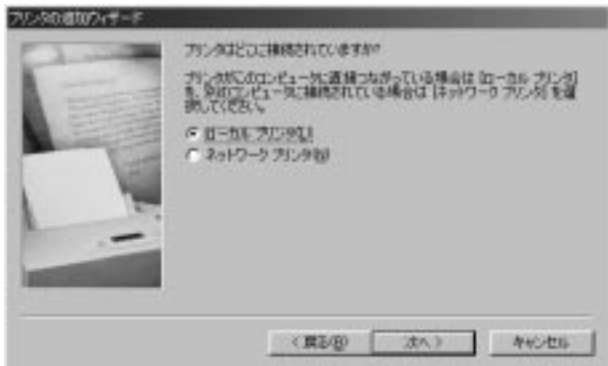 プリンタの追加ウィザード
プリンタはどこに接続されていますか?
プリンタがこのコンピュータに直接つながっている場合は [ローカル プリンタ]
を、別のコンピュータに接続されている場合は [ネットワーク プリンタ] を選
択してください。
ローカル プリンタ(L)
ネットワーク プリンタ(N)
< 戻る(B)
次へ >
キャンセル